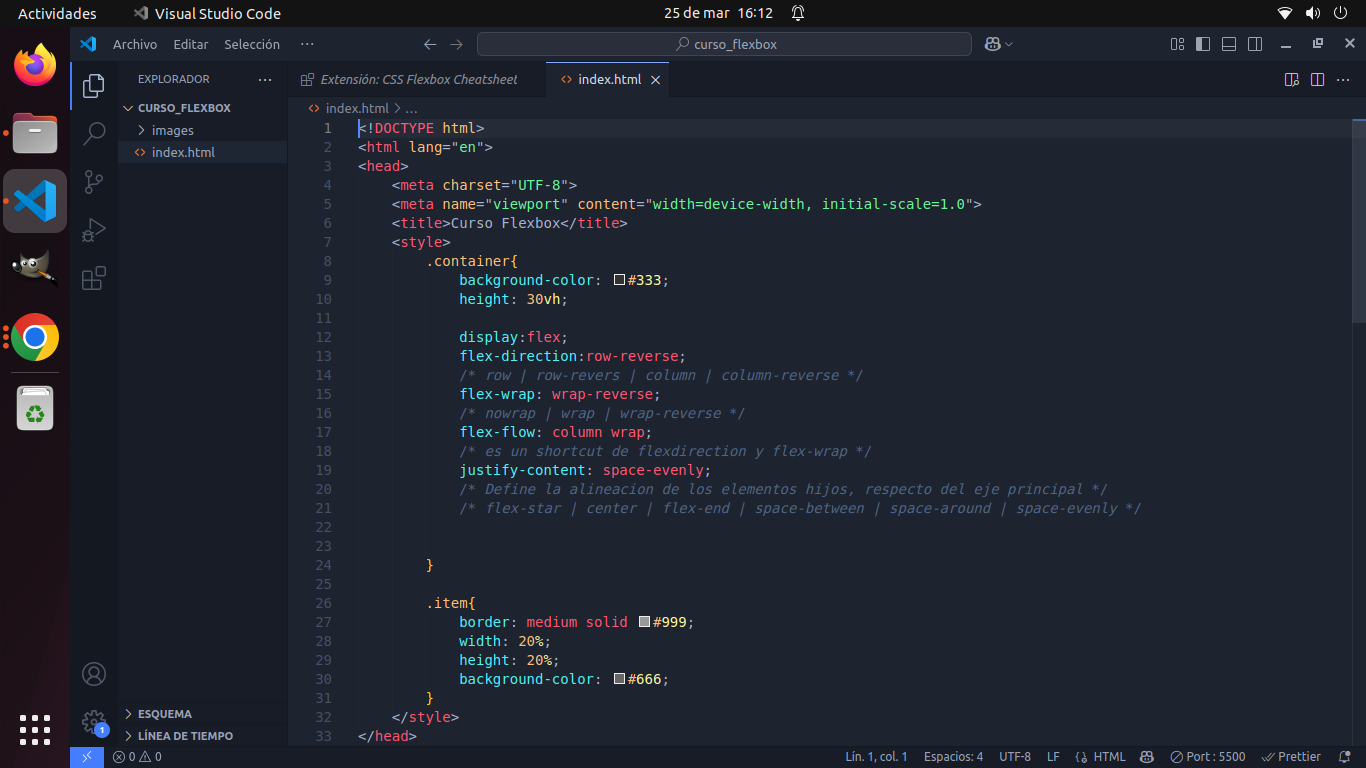 Actividades
Visual Studio Code
25 de mar 16:12
Archivo Editar Selección ···
curso_flexbox
EXPLORADOR ···
CURSO_FLEXBOX
images
index.html
ESQUEMA
LÍNEA DE TIEMPO
1
Extensión: CSS Flexbox Cheatsheet
index.html
index.html > ...
1 <!DOCTYPE html>
2 <html lang="en">
3 <head>
4     <meta charset="UTF-8">
5     <meta name="viewport" content="width=device-width, initial-scale=1.0">
6     <title>Curso Flexbox</title>
7     <style>
8         .container{
9             background-color: #333;
10             height: 30vh;
11
12             display:flex;
13             flex-direction:row-reverse;
14             /* row | row-revers | column | column-reverse */
15             flex-wrap: wrap-reverse;
16             /* nowrap | wrap | wrap-reverse */
17             flex-flow: column wrap;
18             /* es un shortcut de flexdirection y flex-wrap */
19             justify-content: space-evenly;
20             /* Define la alineacion de los elementos hijos, respecto del eje principal */
21             /* flex-star | center | flex-end | space-between | space-around | space-evenly */
22
23
24         }
25
26         .item{
27             border: medium solid #999;
28             width: 20%;
29             height: 20%;
30             background-color: #666;
31         }
32     </style>
33 </head>
0 0
Lín. 1, col. 1 Espacios: 4 UTF-8 LF HTML Port : 5500 Prettier